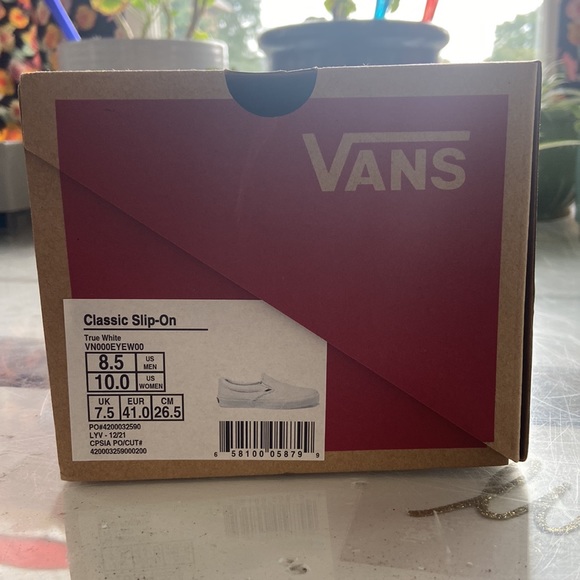 VANS
Classic Slip-On
True White
VN000EYEW00
8.5 US MEN
10.0 US WOMEN
UK EUR CM
7.5 41.0 26.5
PO#4200032590
LYV - 12/21
CPSIA PO/CUT#
420003259000200
6 58100 05879 9